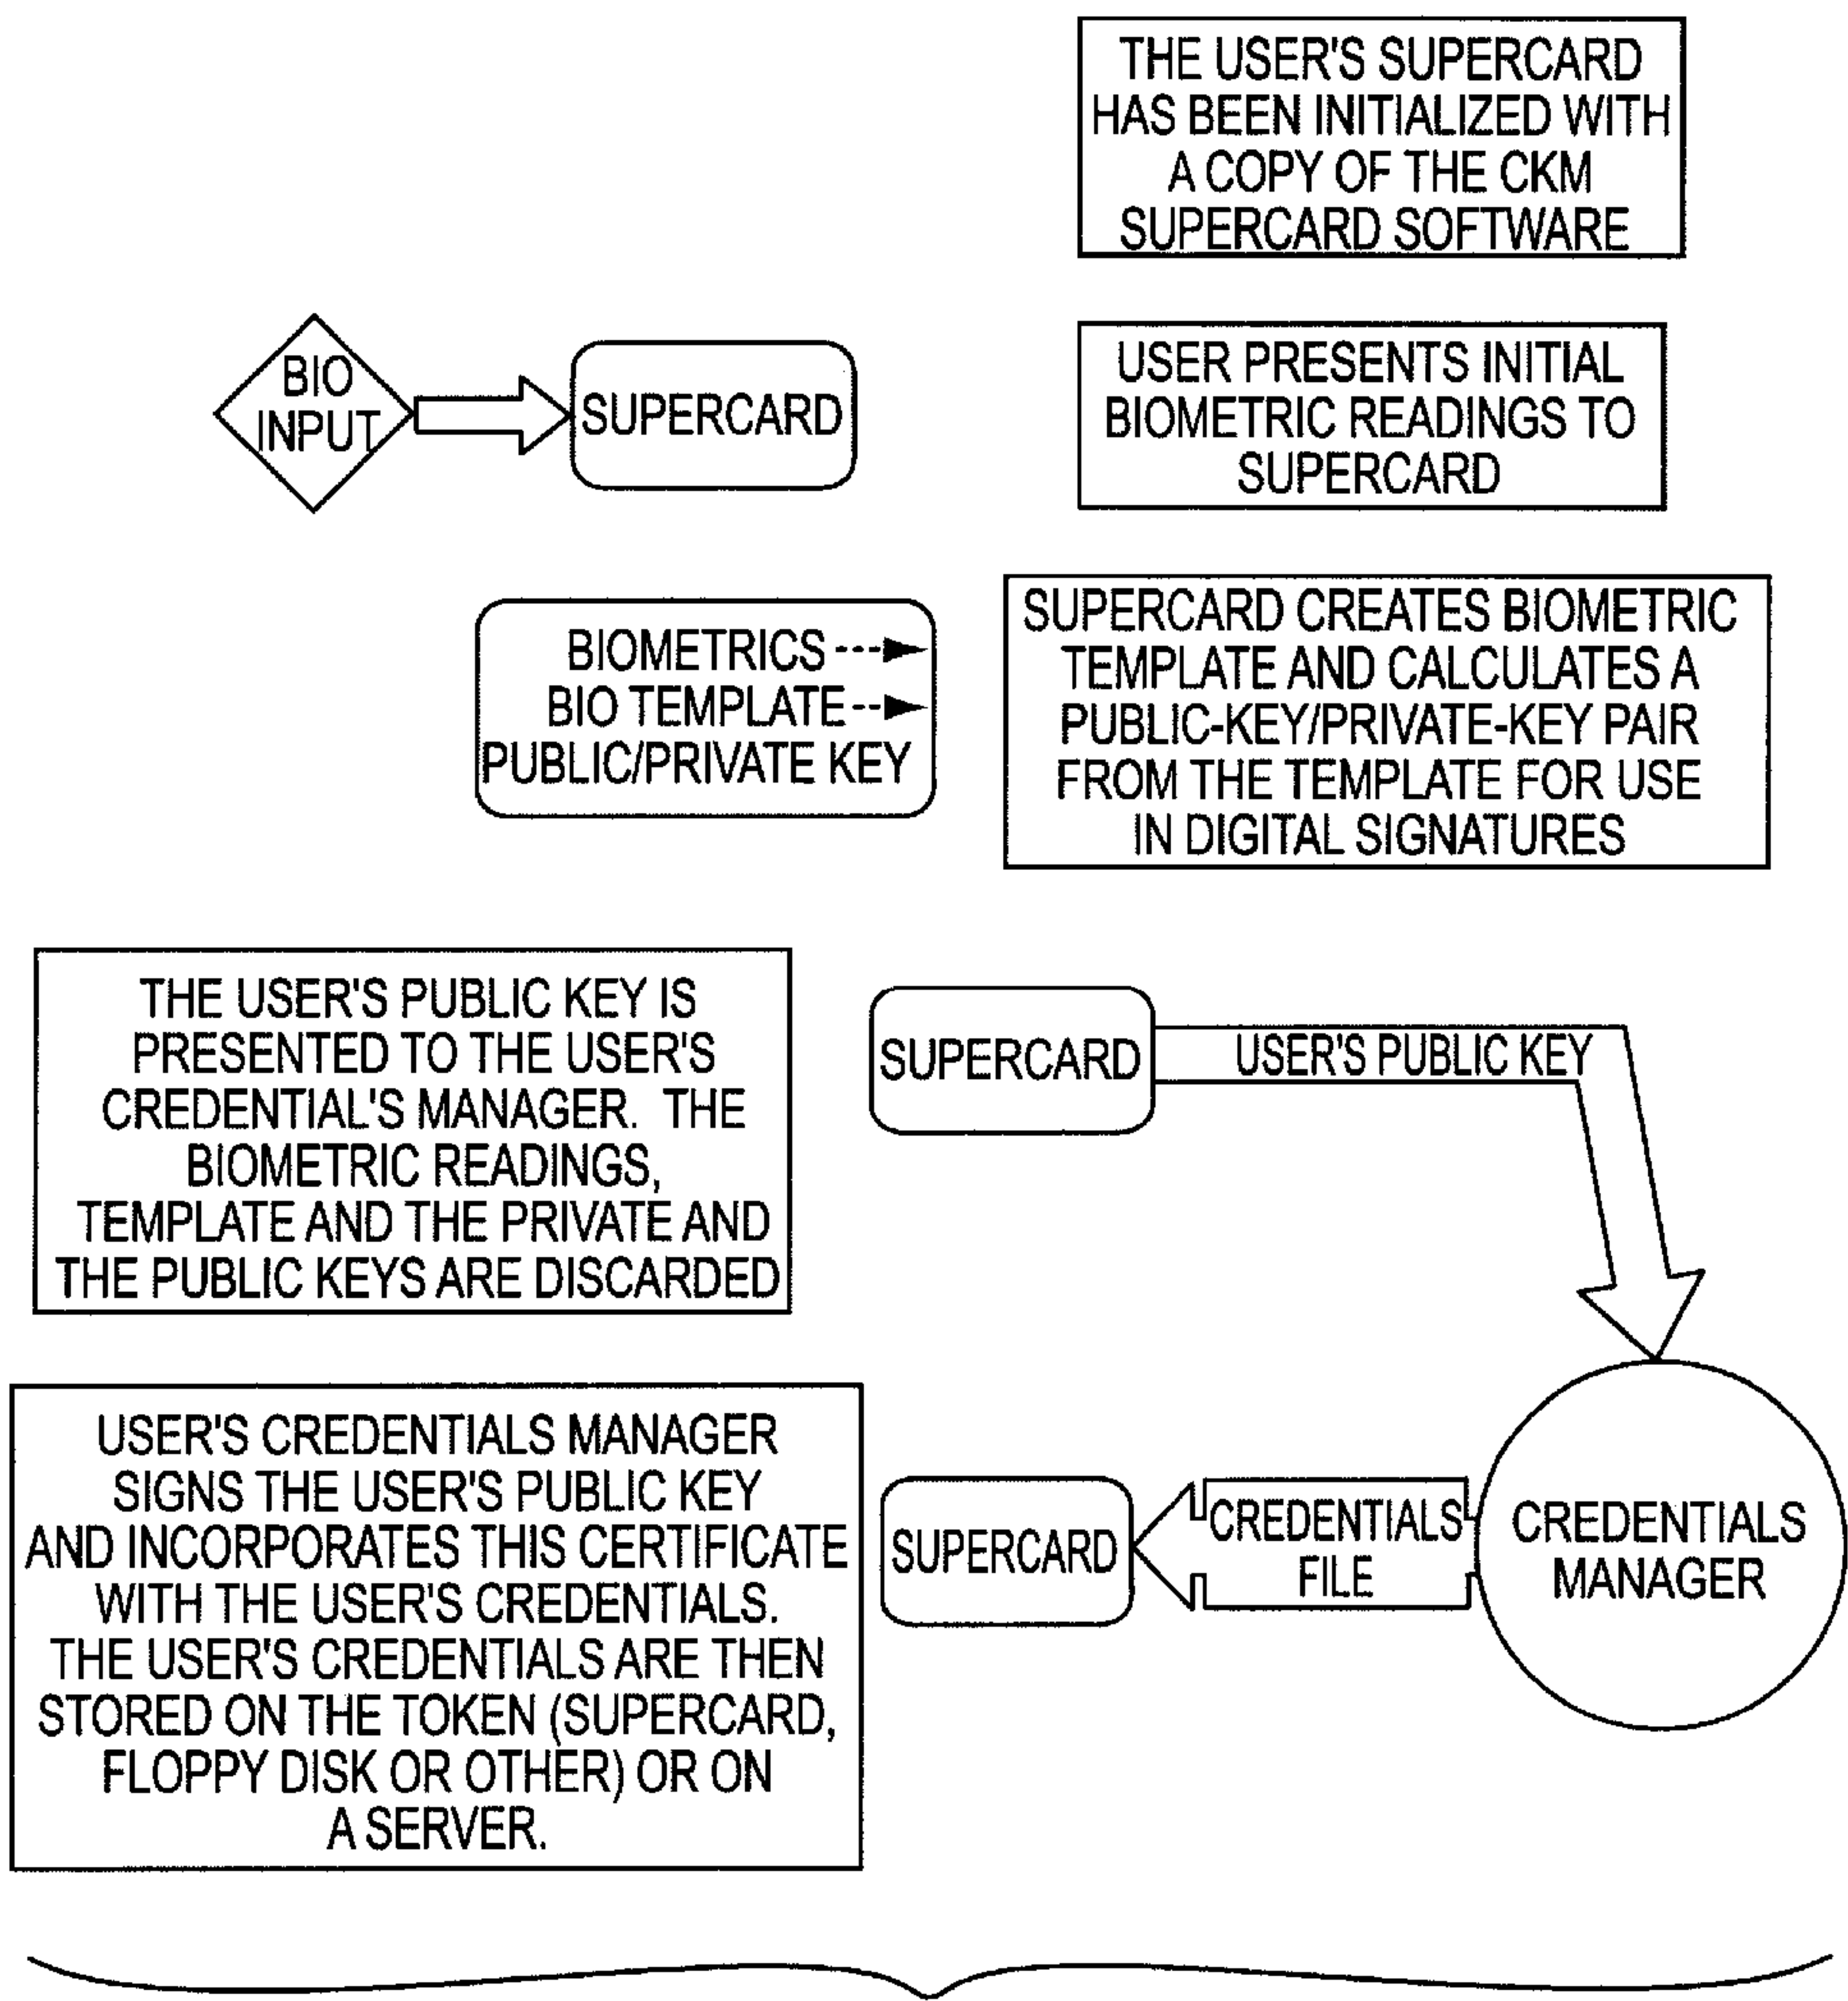 THE USER'S SUPERCARD
HAS BEEN INITIALIZED WITH
A COPY OF THE CKM
SUPERCARD SOFTWARE
BIO
INPUT
SUPERCARD
USER PRESENTS INITIAL
BIOMETRIC READINGS TO
SUPERCARD
BIOMETRICS
BIO TEMPLATE
PUBLIC/PRIVATE KEY
SUPERCARD CREATES BIOMETRIC
TEMPLATE AND CALCULATES A
PUBLIC-KEY/PRIVATE-KEY PAIR
FROM THE TEMPLATE FOR USE
IN DIGITAL SIGNATURES
THE USER'S PUBLIC KEY IS
PRESENTED TO THE USER'S
CREDENTIAL'S MANAGER. THE
BIOMETRIC READINGS,
TEMPLATE AND THE PRIVATE AND
THE PUBLIC KEYS ARE DISCARDED
SUPERCARD
USER'S PUBLIC KEY
USER'S CREDENTIALS MANAGER
SIGNS THE USER'S PUBLIC KEY
AND INCORPORATES THIS CERTIFICATE
WITH THE USER'S CREDENTIALS.
THE USER'S CREDENTIALS ARE THEN
STORED ON THE TOKEN (SUPERCARD,
FLOPPY DISK OR OTHER) OR ON
A SERVER.
SUPERCARD
CREDENTIALS
FILE
CREDENTIALS
MANAGER